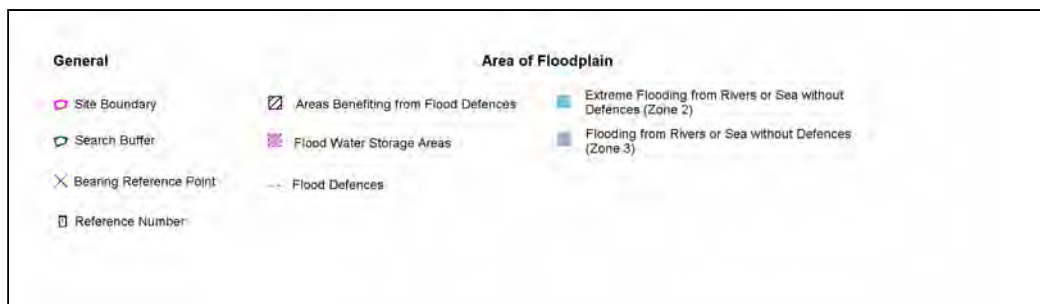 General
Area of Floodplain
Site Boundary
Search Buffer
Bearing Reference Point
Reference Number
Areas Benefiting from Flood Defences
Flood Water Storage Areas
Flood Defences
Extreme Flooding from Rivers or Sea without
Defences (Zone 2)
Flooding from Rivers or Sea without Defences
(Zone 3)